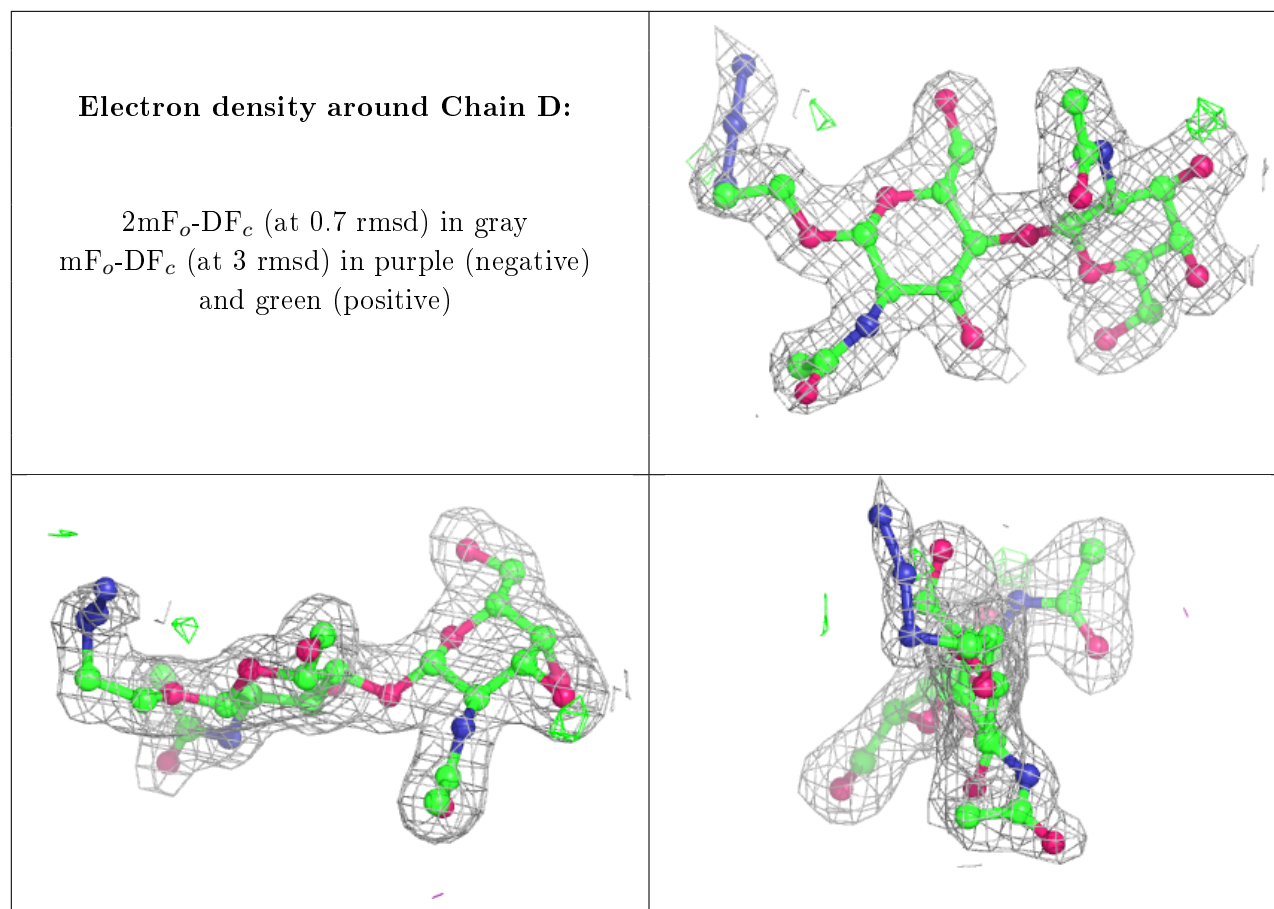 Electron density around Chain D:
2mFₒ-DF𝒸 (at 0.7 rmsd) in gray
mFₒ-DF𝒸 (at 3 rmsd) in purple (negative)
and green (positive)